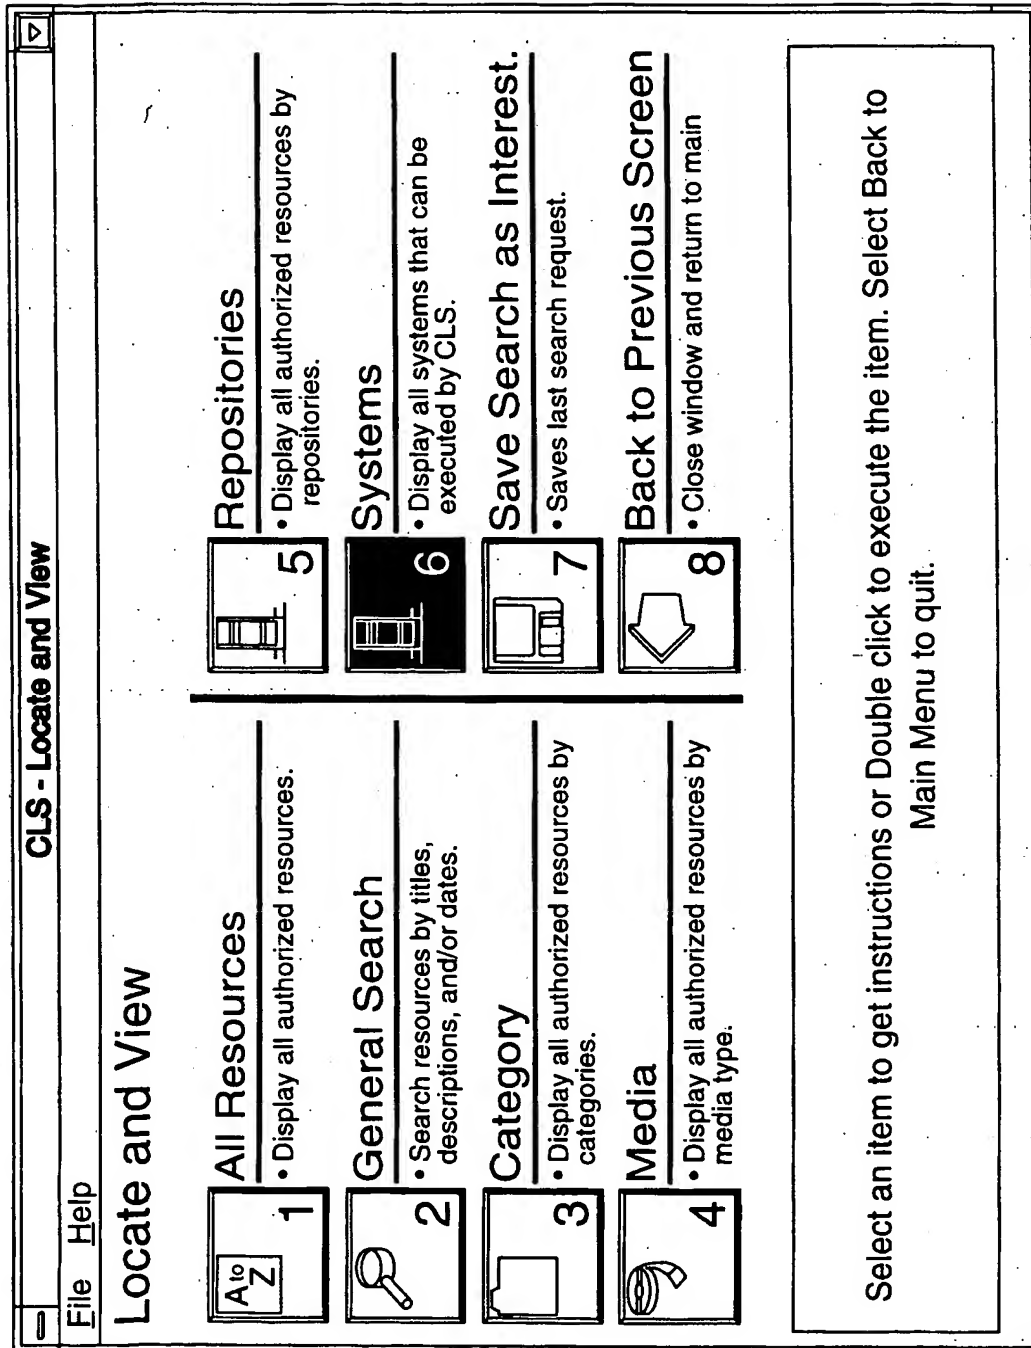 CLS - Locate and View
File Help
Locate and View
A to
Z
1
All Resources
• Display all authorized resources.
2
General Search
• Search resources by titles,
descriptions, and/or dates.
3
Category
• Display all authorized resources by
categories.
4
Media
• Display all authorized resources by
media type.
5
Repositories
• Display all authorized resources by
repositories.
6
Systems
• Display all systems that can be
executed by CLS.
7
Save Search as Interest.
• Saves last search request.
8
Back to Previous Screen
• Close window and return to main
Select an item to get instructions or Double click to execute the item. Select Back to
Main Menu to quit.